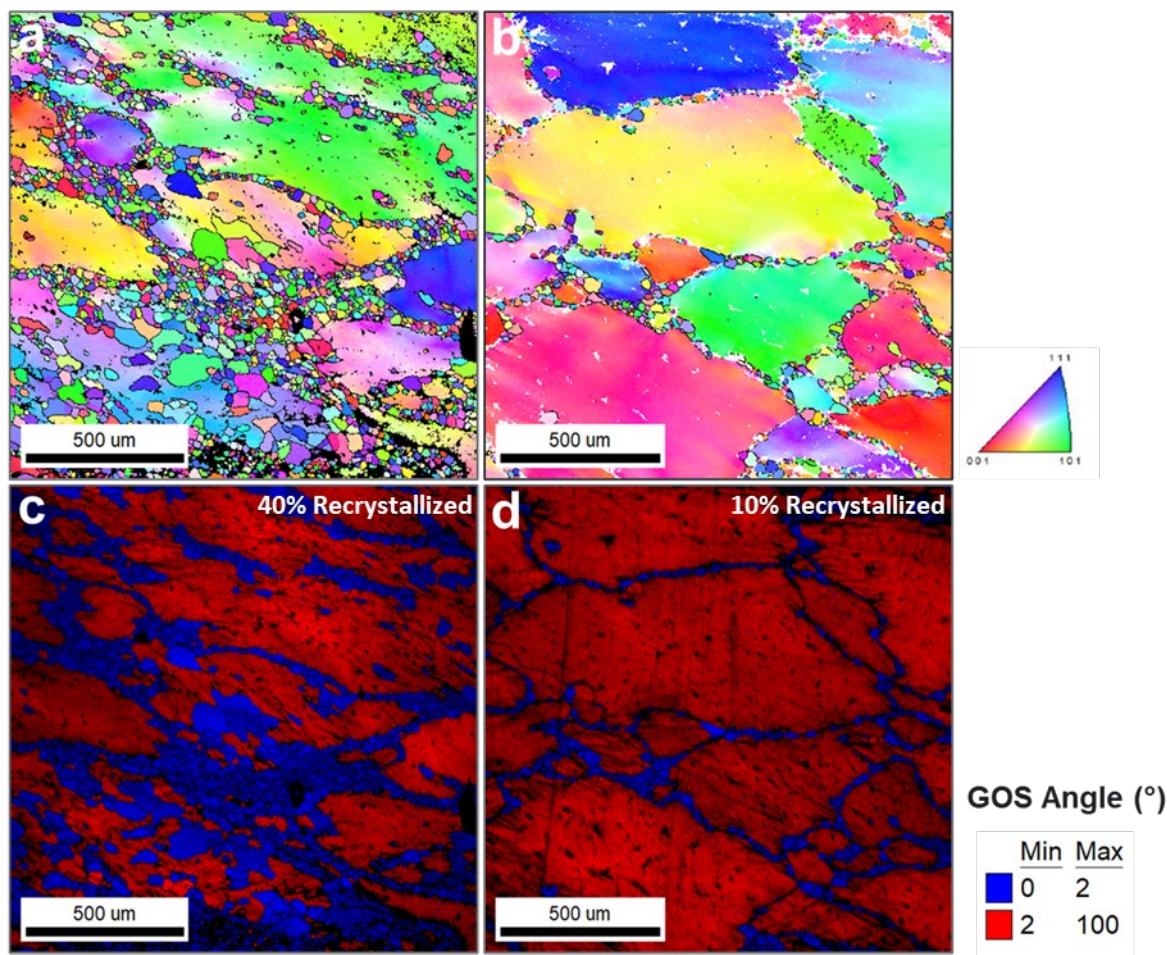 a
b
500 um
500 um
111
001
101
c
40% Recrystallized
d
10% Recrystallized
500 um
500 um
GOS Angle (°)
Min Max
0 2
2 100